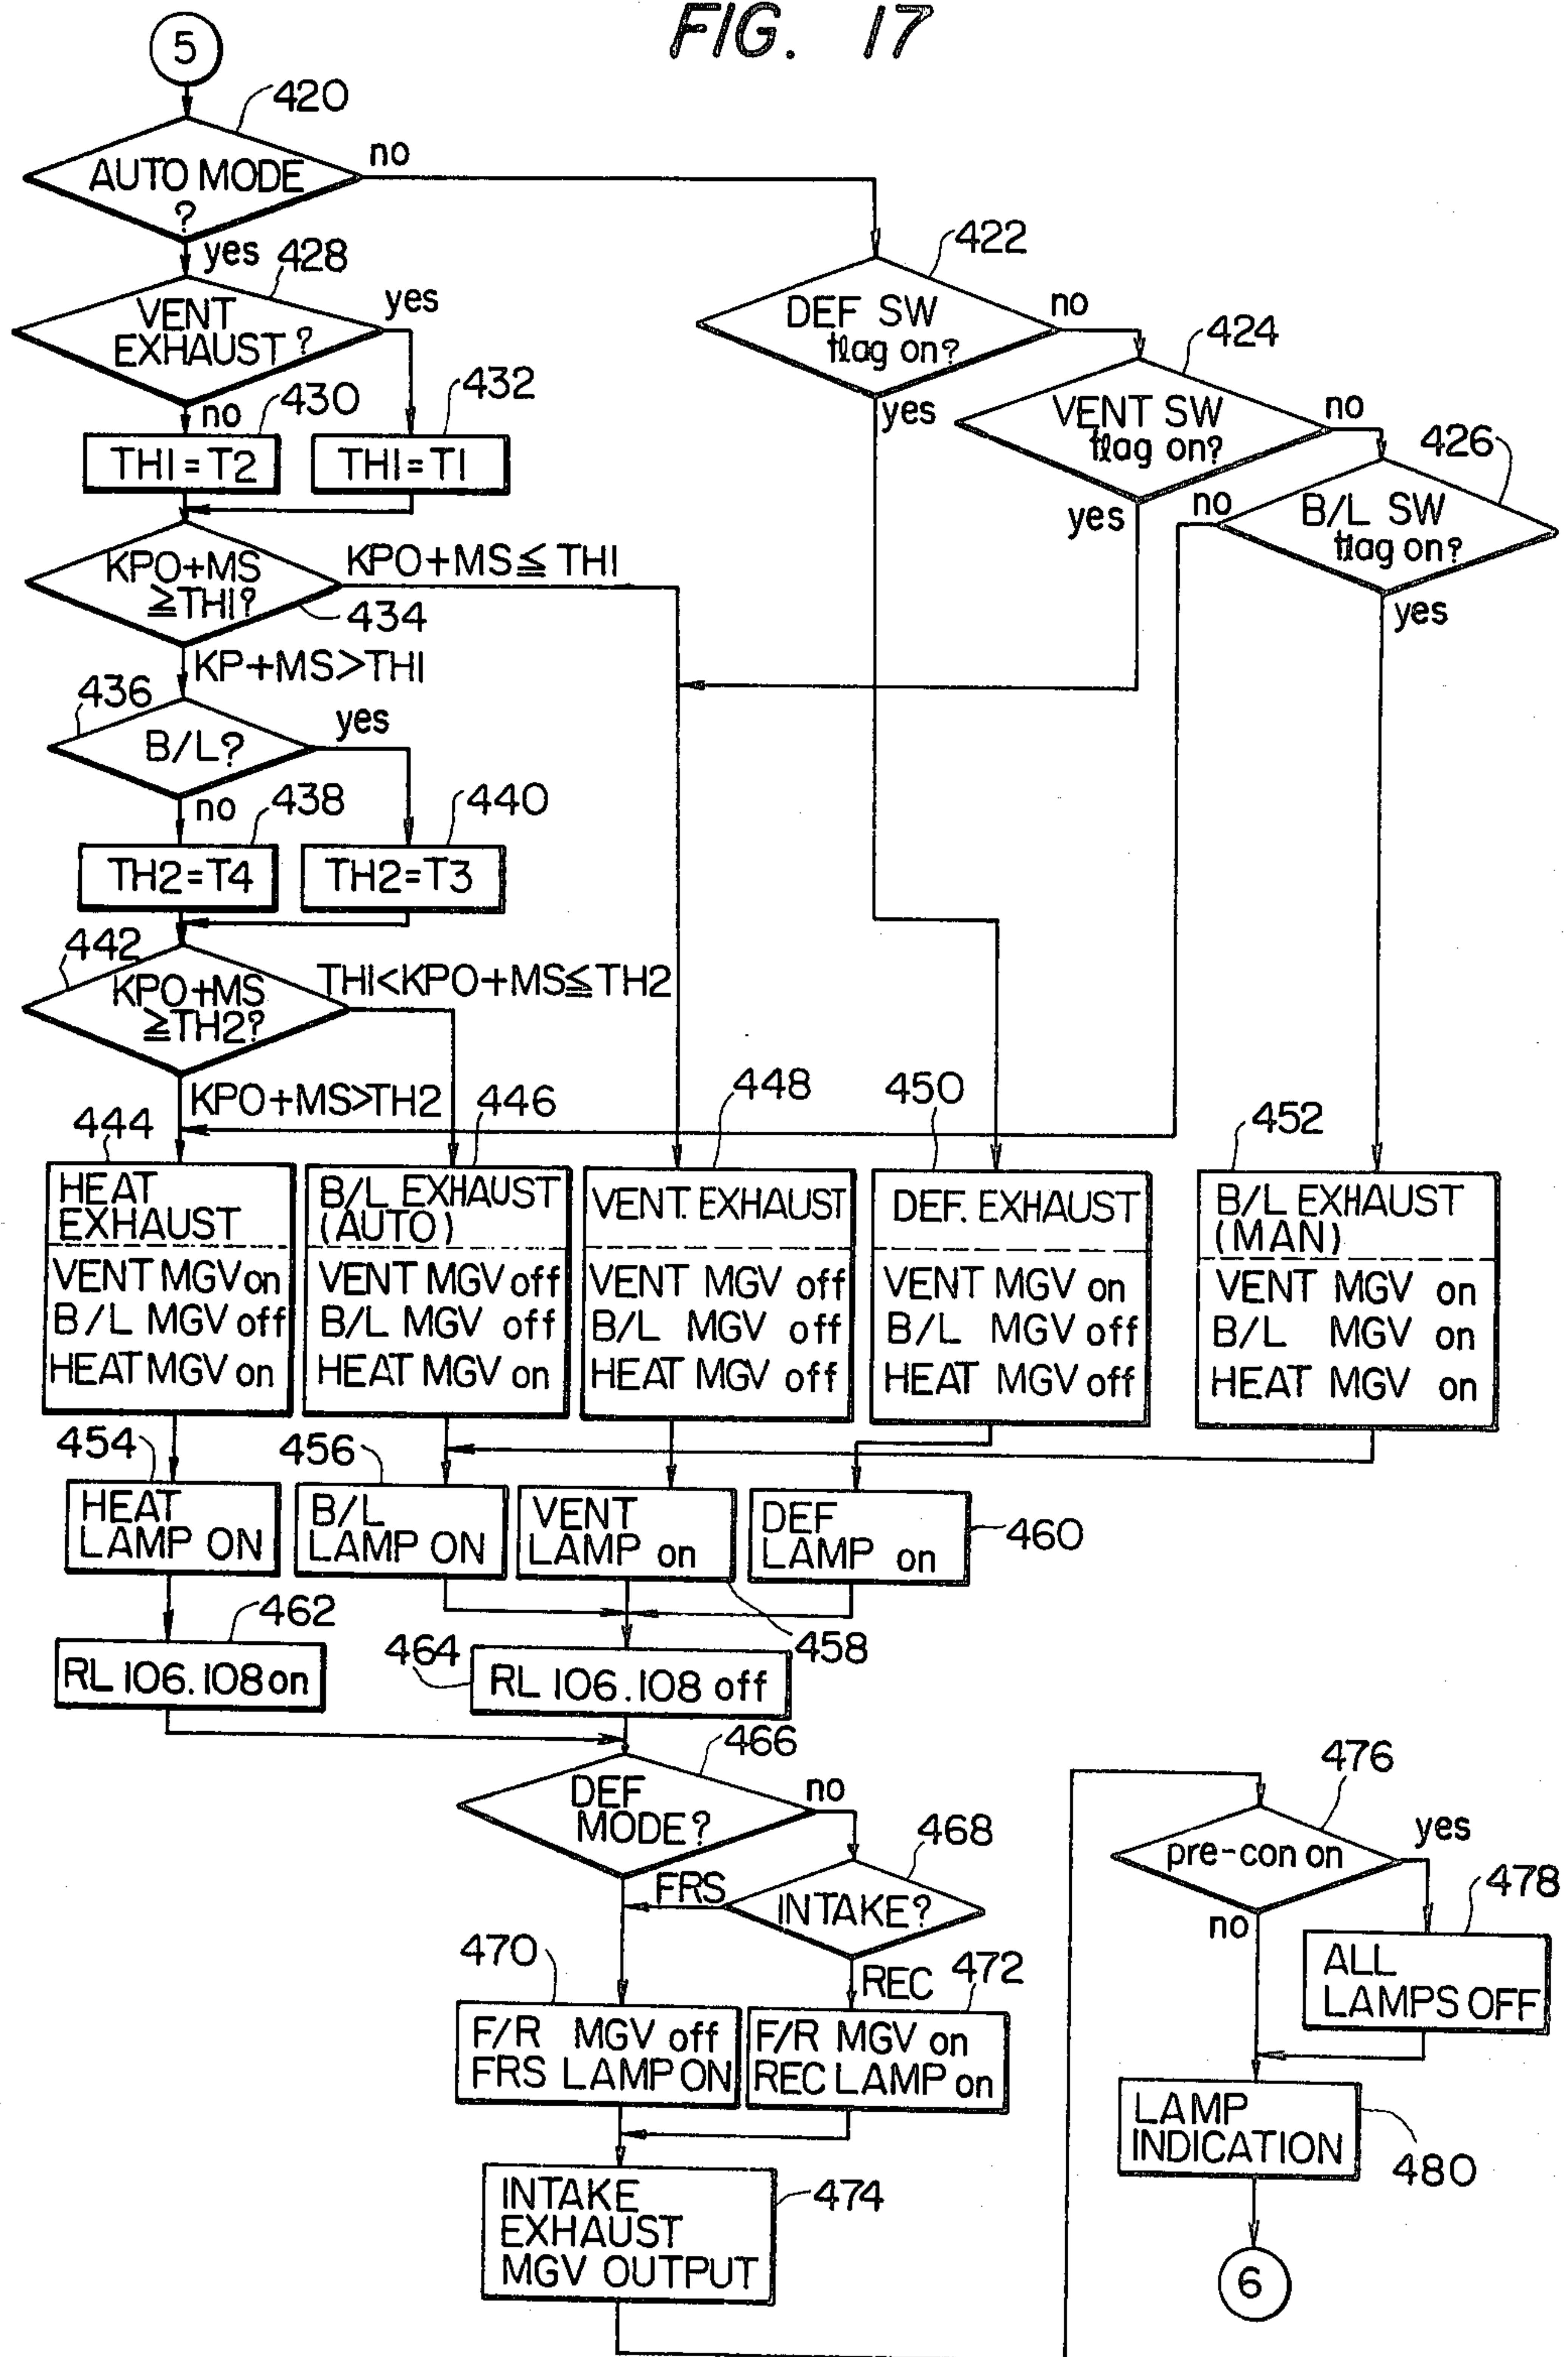 FIG. 17
5
420
AUTO MODE
?
no
yes
428
VENT
EXHAUST?
yes
no
430
432
TH1=T2
TH1=T1
422
DEF SW
flag on?
no
yes
424
VENT SW
flag on?
no
yes
426
B/L SW
flag on?
no
yes
KPO+MS
≧TH1?
KPO+MS≦TH1
434
KP+MS>TH1
436
B/L?
yes
no
438
440
TH2=T4
TH2=T3
442
KPO+MS
≧TH2?
TH1<KPO+MS≦TH2
KPO+MS>TH2
444
HEAT
EXHAUST
VENT MGV on
B/L MGV off
HEAT MGV on
446
B/L EXHAUST
(AUTO)
VENT MGV off
B/L MGV off
HEAT MGV on
448
VENT. EXHAUST
VENT MGV off
B/L MGV off
HEAT MGV off
450
DEF. EXHAUST
VENT MGV on
B/L MGV off
HEAT MGV off
452
B/L EXHAUST
(MAN)
VENT MGV on
B/L MGV on
HEAT MGV on
454
HEAT
LAMP ON
456
B/L
LAMP ON
VENT
LAMP on
458
DEF
LAMP on
460
462
RL 106.108 on
464
RL 106.108 off
466
DEF
MODE?
no
468
INTAKE?
FRS
REC
470
F/R MGV off
FRS LAMP ON
472
F/R MGV on
REC LAMP on
INTAKE
EXHAUST
MGV OUTPUT
474
476
pre-con on
yes
no
478
ALL
LAMPS OFF
LAMP
INDICATION
480
6